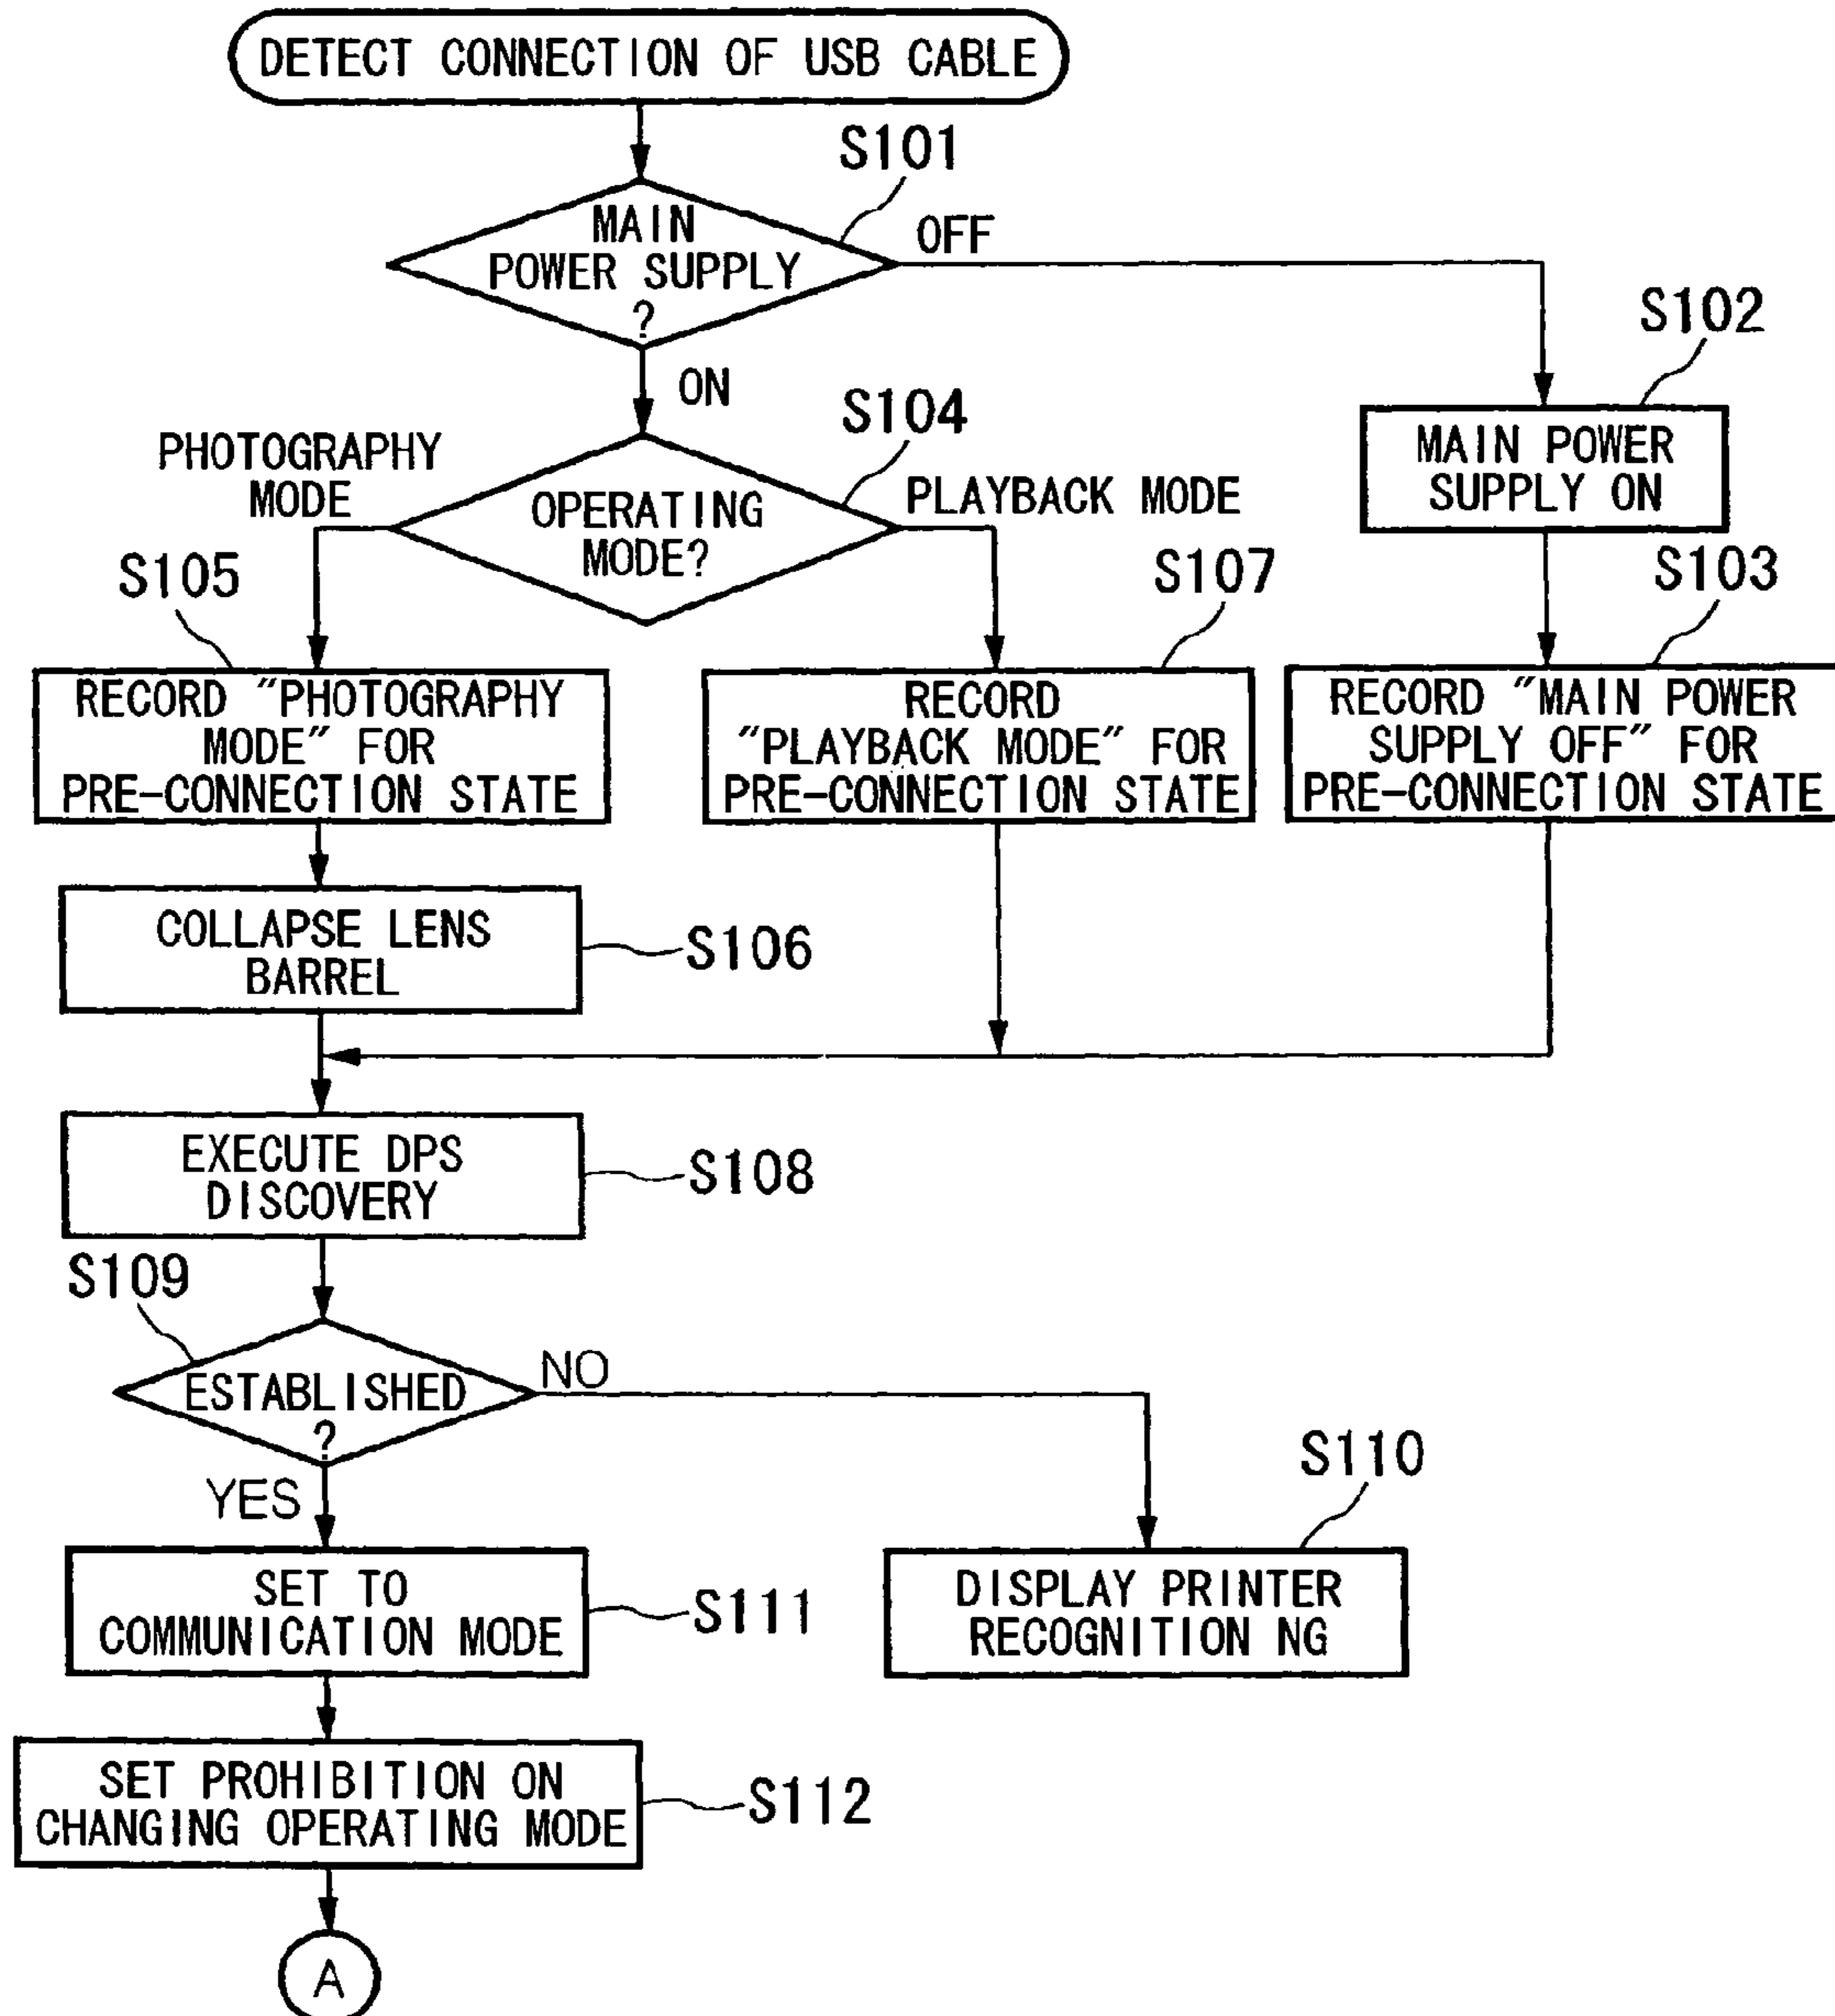 DETECT CONNECTION OF USB CABLE
S101
MAIN
POWER SUPPLY
?
OFF
S102
ON
MAIN POWER
SUPPLY ON
S104
PHOTOGRAPHY
MODE
OPERATING
MODE?
PLAYBACK MODE
S105
S107
S103
RECORD "PHOTOGRAPHY
MODE" FOR
PRE-CONNECTION STATE
RECORD
"PLAYBACK MODE" FOR
PRE-CONNECTION STATE
RECORD "MAIN POWER
SUPPLY OFF" FOR
PRE-CONNECTION STATE
COLLAPSE LENS
BARREL
S106
EXECUTE DPS
DISCOVERY
S108
S109
ESTABLISHED
?
NO
YES
S110
SET TO
COMMUNICATION MODE
S111
DISPLAY PRINTER
RECOGNITION NG
SET PROHIBITION ON
CHANGING OPERATING MODE
S112
A